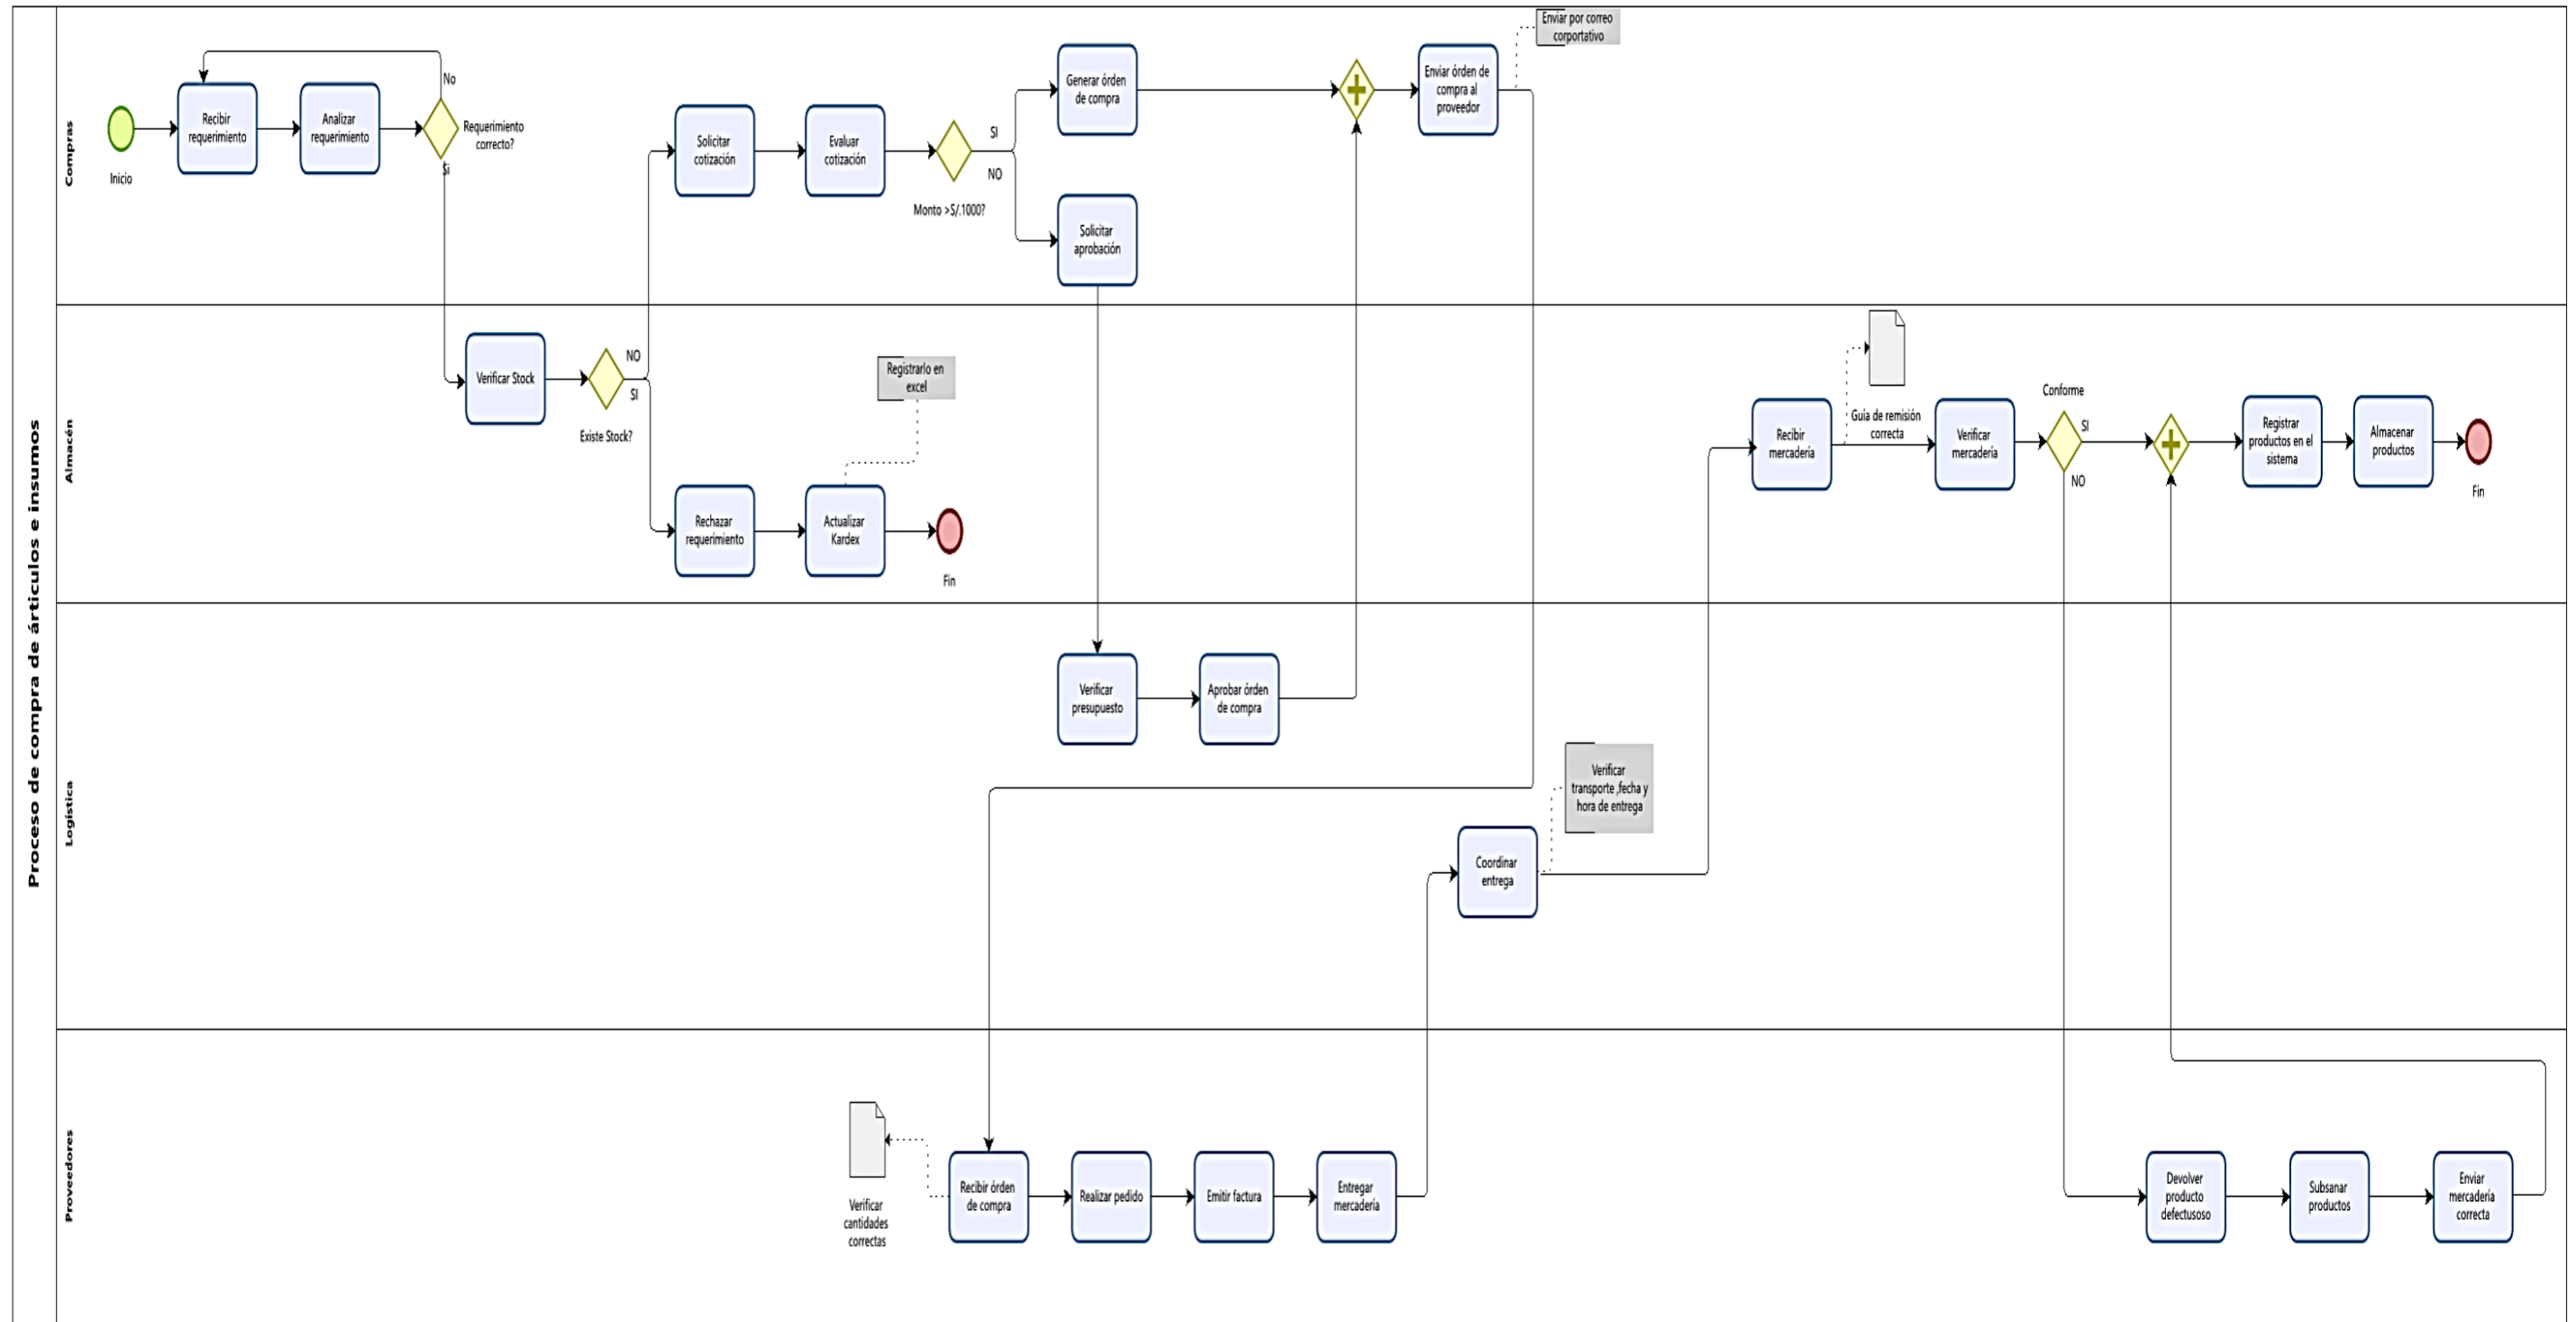 Proceso de compra de árticulos e insumos
Compras
Inicio
Recibir
requerimiento
Analizar
requerimiento
No
Requerimiento
correcto?
Si
Solicitar
cotización
Evaluar
cotización
SI
NO
Monto >S/.1000?
Generar órden
de compra
Solicitar
aprobación
Enviar órden de
compra al
proveedor
Enviar por correo
corportativo
Almacén
Verificar Stock
NO
SI
Existe Stock?
Rechazar
requerimiento
Actualizar
Kardex
Registrarlo en
excel
Fin
Recibir
mercadería
Guía de remisión
correcta
Verificar
mercadería
Conforme
SI
NO
Registrar
productos en el
sistema
Almacenar
productos
Fin
Logística
Verificar
presupuesto
Aprobar órden
de compra
Coordinar
entrega
Verificar
transporte ,fecha y
hora de entrega
Proveedores
Verificar
cantidades
correctas
Recibir órden
de compra
Realizar pedido
Emitir factura
Entregar
mercadería
Devolver
producto
defectusoso
Subsanar
productos
Enviar
mercadería
correcta